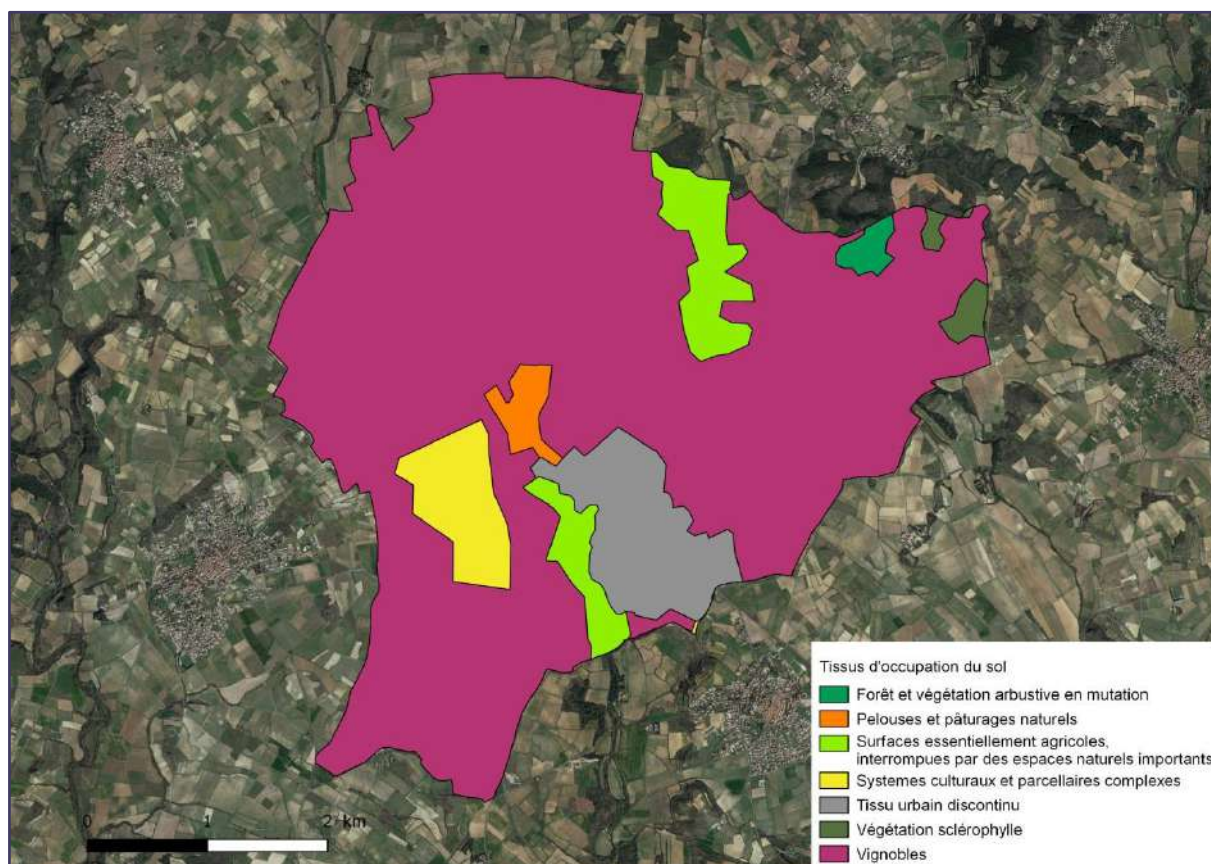 Tissus d'occupation du sol
Forêt et végétation arbustive en mutation
Pelouses et pâturages naturels
Surfaces essentiellement agricoles,
interrompues par des espaces naturels importants
Systemes culturaux et parcellaires complexes
Tissu urbain discontinu
Végétation sclérophylle
Vignobles
0 1 2 km